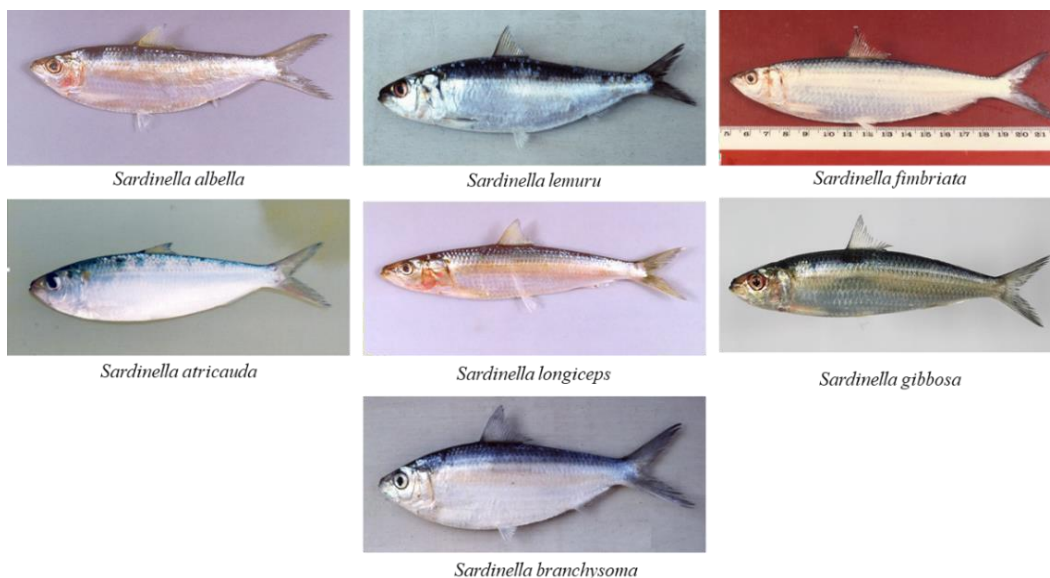 Sardinella albella
Sardinella lemuru
Sardinella fimbriata
5 6 7 8 9 10 11 12 13 14 15 16 17 18 19 20 21
Sardinella atricauda
Sardinella longiceps
Sardinella gibbosa
Sardinella branchysoma